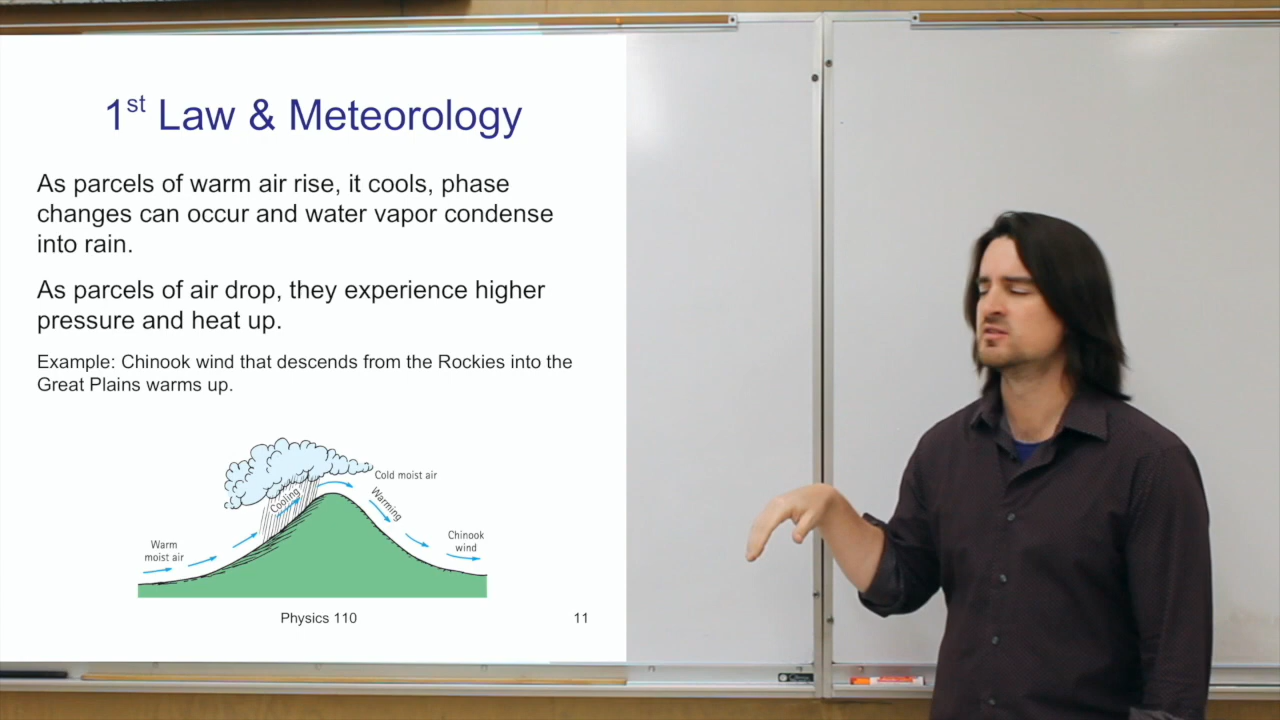 1st Law & Meteorology
As parcels of warm air rise, it cools, phase
changes can occur and water vapor condense
into rain.
As parcels of air drop, they experience higher
pressure and heat up.
Example: Chinook wind that descends from the Rockies into the
Great Plains warms up.
Cold moist air
Cooling
Warming
Warm
moist air
Chinook
wind
Physics 110
11